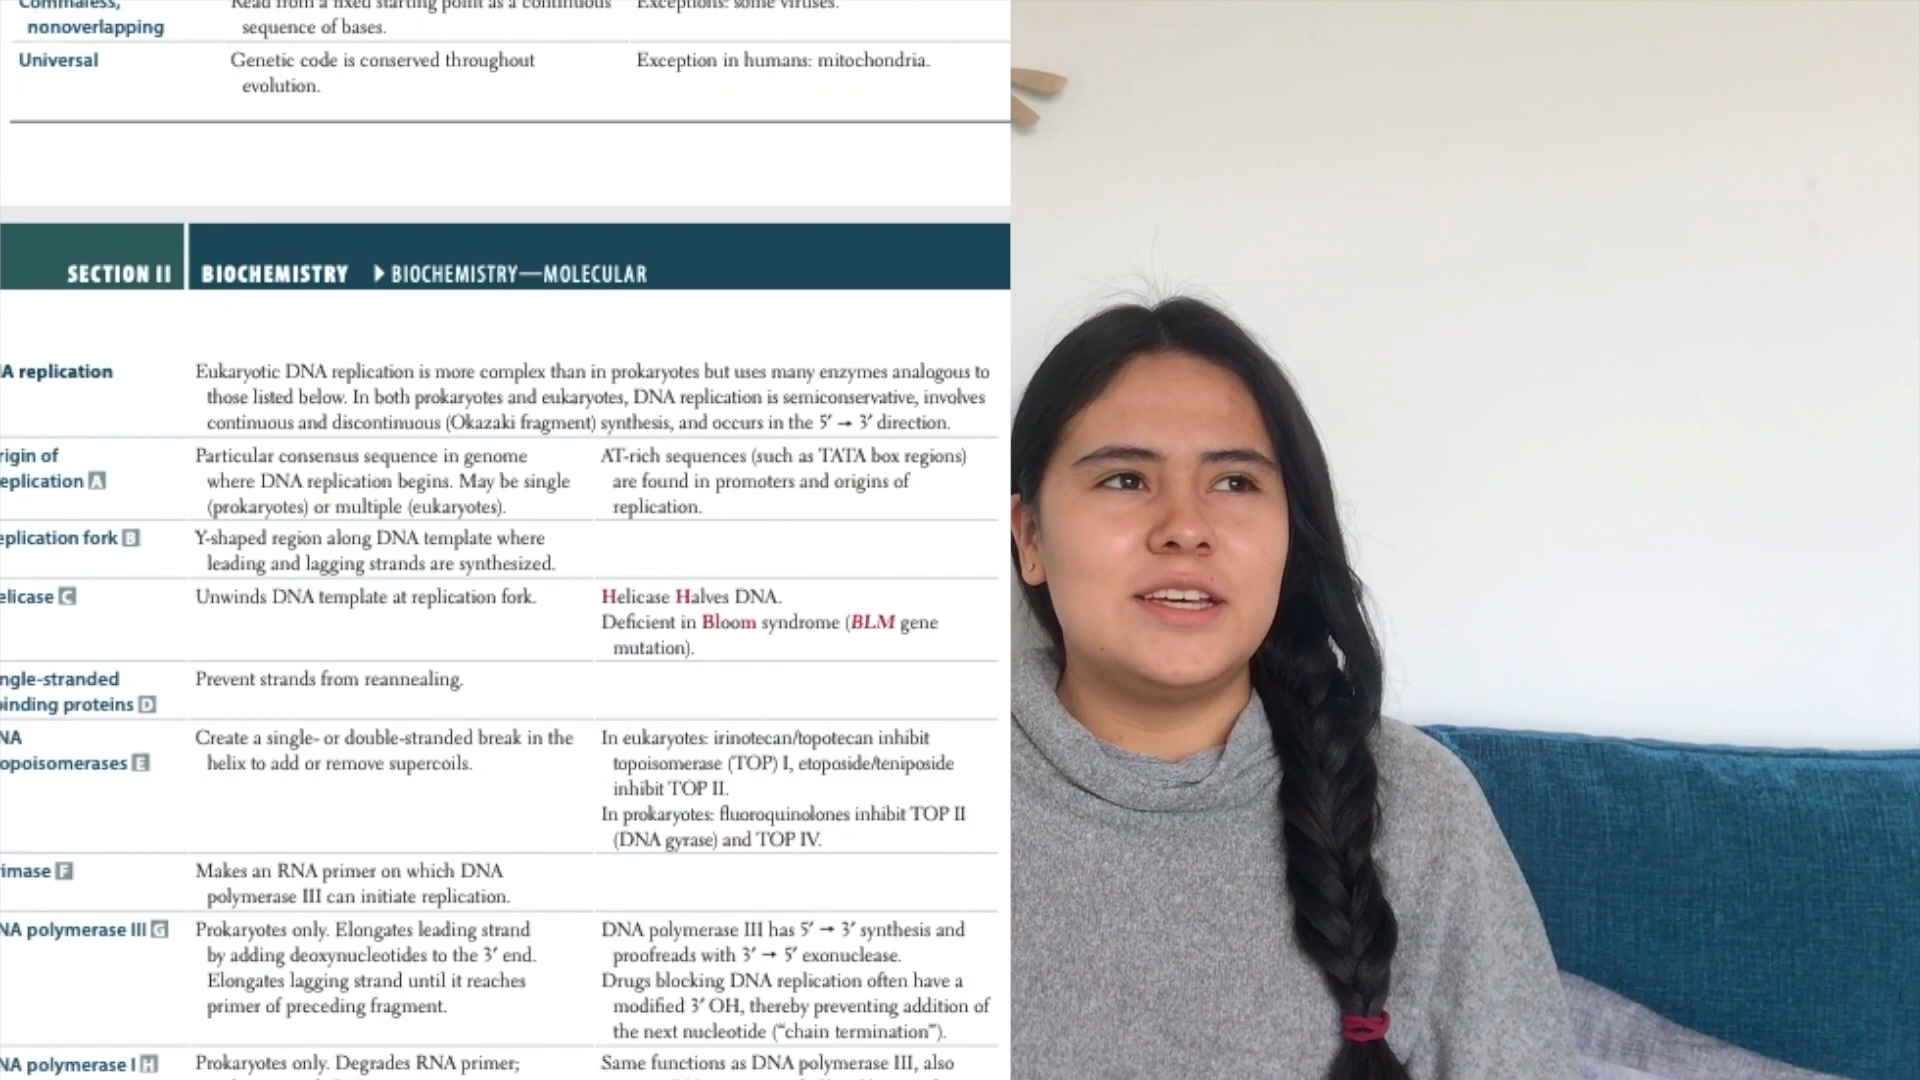 Commaless, Read from a fixed starting point as a continuous Exceptions: some viruses.
nonoverlapping sequence of bases.
Universal Genetic code is conserved throughout Exception in humans: mitochondria.
evolution.
SECTION II BIOCHEMISTRY ▶ BIOCHEMISTRY—MOLECULAR
A replication Eukaryotic DNA replication is more complex than in prokaryotes but uses many enzymes analogous to
those listed below. In both prokaryotes and eukaryotes, DNA replication is semiconservative, involves
continuous and discontinuous (Okazaki fragment) synthesis, and occurs in the 5′ → 3′ direction.
rigin of
eplication A
Particular consensus sequence in genome
where DNA replication begins. May be single
(prokaryotes) or multiple (eukaryotes).
AT-rich sequences (such as TATA box regions)
are found in promoters and origins of
replication.
eplication fork B
Y-shaped region along DNA template where
leading and lagging strands are synthesized.
elicase C
Unwinds DNA template at replication fork.
Helicase Halves DNA.
Deficient in Bloom syndrome (BLM gene
mutation).
ngle-stranded
inding proteins D
Prevent strands from reannealing.
NA
opoisomerases E
Create a single- or double-stranded break in the
helix to add or remove supercoils.
In eukaryotes: irinotecan/topotecan inhibit
topoisomerase (TOP) I, etoposide/teniposide
inhibit TOP II.
In prokaryotes: fluoroquinolones inhibit TOP II
(DNA gyrase) and TOP IV.
imase F
Makes an RNA primer on which DNA
polymerase III can initiate replication.
NA polymerase III G
Prokaryotes only. Elongates leading strand
by adding deoxynucleotides to the 3′ end.
Elongates lagging strand until it reaches
primer of preceding fragment.
DNA polymerase III has 5′ → 3′ synthesis and
proofreads with 3′ → 5′ exonuclease.
Drugs blocking DNA replication often have a
modified 3′ OH, thereby preventing addition of
the next nucleotide ("chain termination").
NA polymerase I H
Prokaryotes only. Degrades RNA primer;
Same functions as DNA polymerase III, also